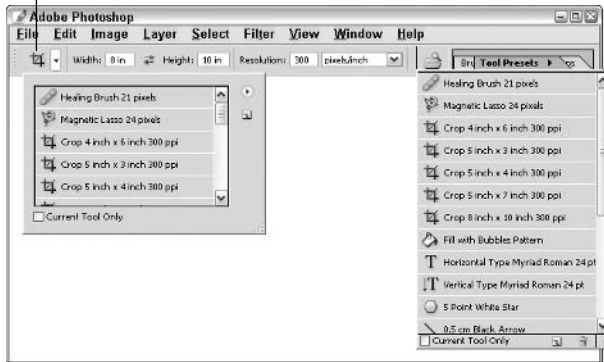 Adobe Photoshop
File Edit Image Layer Select Filter View Window Help
Width: 8 in Height: 10 in Resolution: 300 pixels/inch Tool Presets
Healing Brush 21 pixels
Magnetic Lasso 24 pixels
Crop 4 inch x 6 inch 300 ppi
Crop 5 inch x 3 inch 300 ppi
Crop 5 inch x 4 inch 300 ppi
Current Tool Only
Healing Brush 21 pixels
Magnetic Lasso 24 pixels
Crop 4 inch x 6 inch 300 ppi
Crop 5 inch x 3 inch 300 ppi
Crop 5 inch x 4 inch 300 ppi
Crop 5 inch x 7 inch 300 ppi
Crop 8 inch x 10 inch 300 ppi
Fill with Bubbles Pattern
Horizontal Type Myriad Roman 24 pt
Vertical Type Myriad Roman 24 pt
5 Point White Star
0.5 cm Black Arrow
Current Tool Only